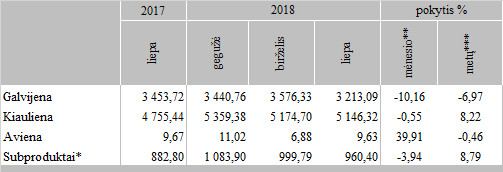 2017 2018 pokytis %
liepa gegužė birželis liepa mėnesio** metų***
Galvijena 3 453,72 3 440,76 3 576,33 3 213,09 -10,16 -6,97
Kiauliena 4 755,44 5 359,38 5 174,70 5 146,32 -0,55 8,22
Aviena 9,67 11,02 6,88 9,63 39,91 -0,46
Subproduktai* 882,80 1 083,90 999,79 960,40 -3,94 8,79